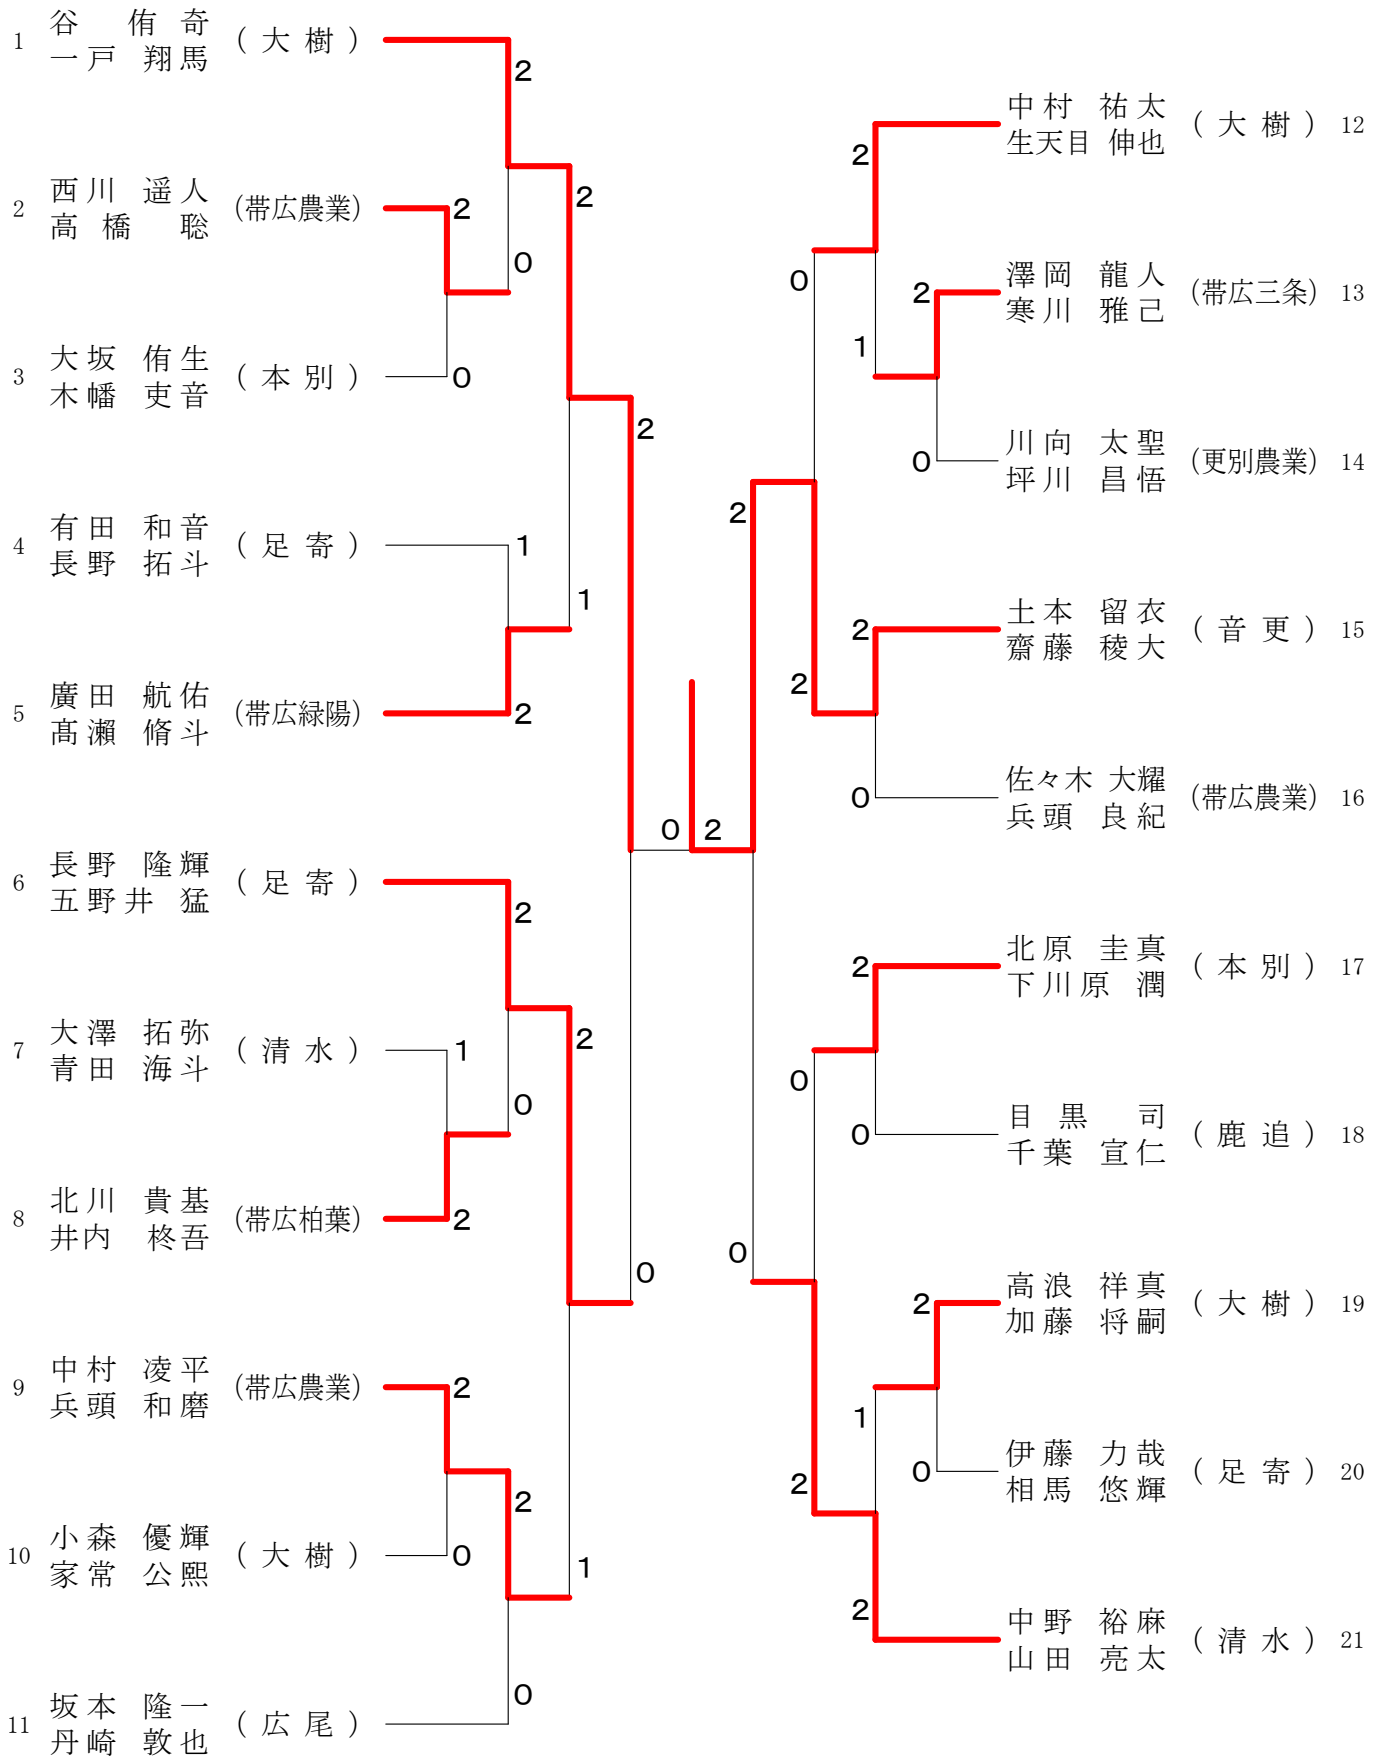 1 谷 侑奇 (大樹)
一戸 翔馬
2
2 西川 遥人 (帯広農業) 2
高橋 聡
2
0
3 大坂 侑生 (本別) 0
木幡 吏音
2
4 有田 和音 (足寄) 1
長野 拓斗
1
5 廣田 航佑 (帯広緑陽) 2
髙瀨 脩斗
0 2
6 長野 隆輝 (足寄) 2
五野井 猛
2
7 大澤 拓弥 (清水) 1
青田 海斗
0
8 北川 貴基 (帯広柏葉) 2
井内 柊吾
0
9 中村 凌平 (帯広農業) 2
兵頭 和磨
2
10 小森 優輝 (大樹) 0
家常 公熙
1
11 坂本 隆一 (広尾) 0
丹崎 敦也
中村 祐太 (大樹) 12
生天目 伸也
2
0
2 澤岡 龍人 (帯広三条) 13
寒川 雅己
1
0 川向 太聖 (更別農業) 14
坪川 昌悟
2
2 土本 留衣 (音更) 15
齋藤 稜大
2
0 佐々木 大耀 (帯広農業) 16
兵頭 良紀
2 北原 圭真 (本別) 17
下川原 潤
0
0 目黒 司 (鹿追) 18
千葉 宣仁
0
2 高浪 祥真 (大樹) 19
加藤 将嗣
1
0 伊藤 力哉 (足寄) 20
相馬 悠輝
2
2 中野 裕麻 (清水) 21
山田 亮太